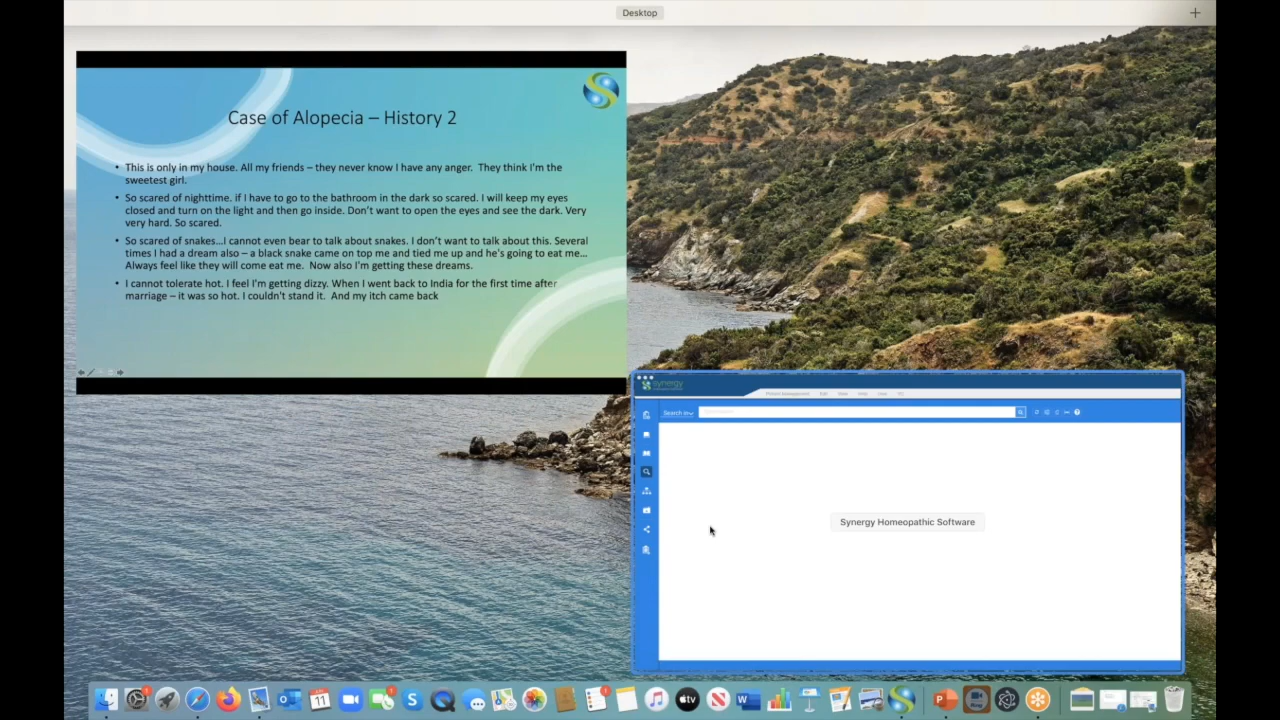 Desktop
Case of Alopecia – History 2
• This is only in my house. All my friends – they never know I have any anger. They think I'm the
sweetest girl.
• So scared of nighttime. if I have to go to the bathroom in the dark so scared. I will keep my eyes
closed and turn on the light and then go inside. Don't want to open the eyes and see the dark. Very
very hard. So scared.
• So scared of snakes...I cannot even bear to talk about snakes. I don't want to talk about this. Several
times I had a dream also – a black snake came on top me and tied me up and he's going to eat me...
Always feel like they will come eat me. Now also I'm getting these dreams.
• I cannot tolerate hot. I feel I'm getting dizzy. When I went back to India for the first time after
marriage – it was so hot. I couldn't stand it. And my itch came back
synergy
Patient Management Edit View
Search in
Synergy Homeopathic Software
tv